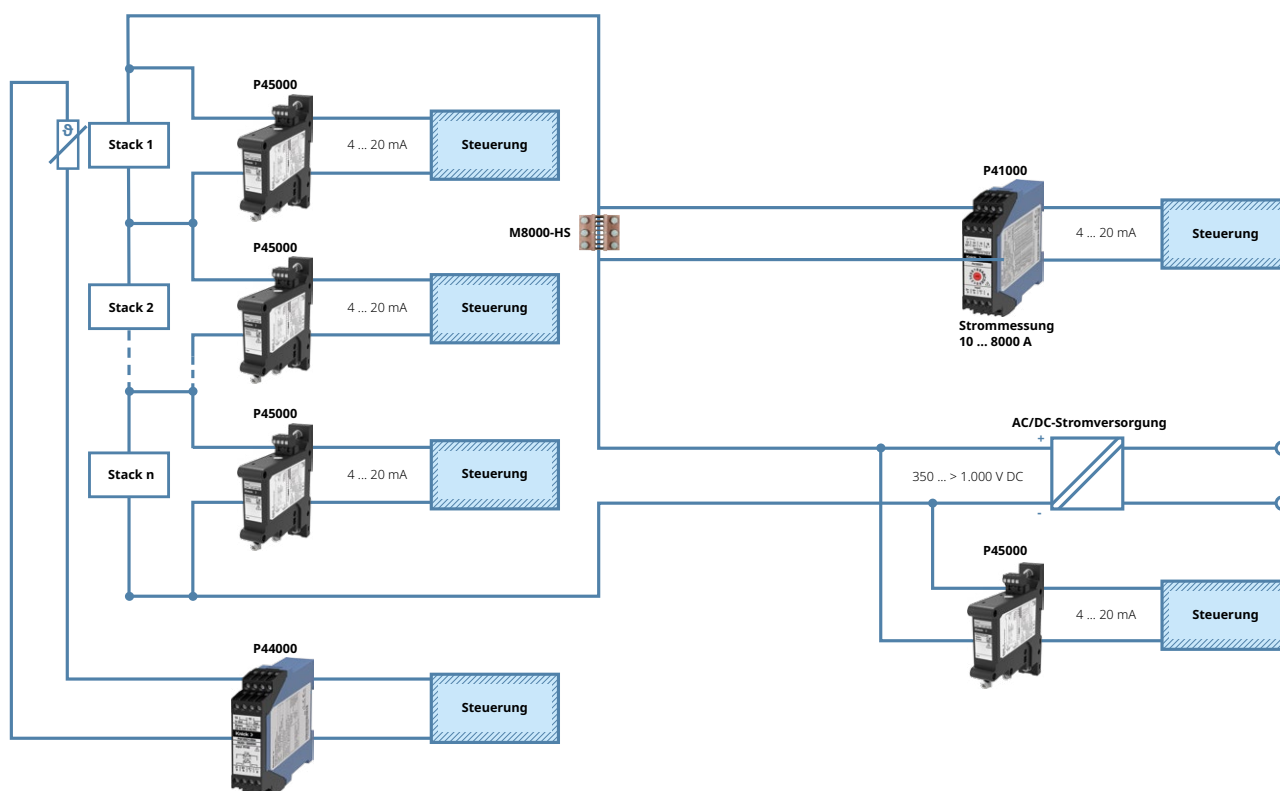 P45000
ϑ
Stack 1
4 ... 20 mA
Steuerung
P41000
M8000-HS
4 ... 20 mA
Steuerung
P45000
Stack 2
4 ... 20 mA
Steuerung
Strommessung
10 ... 8000 A
P45000
AC/DC-Stromversorgung
+
Stack n
4 ... 20 mA
Steuerung
350 ... > 1.000 V DC
-
P45000
4 ... 20 mA
Steuerung
P44000
Steuerung